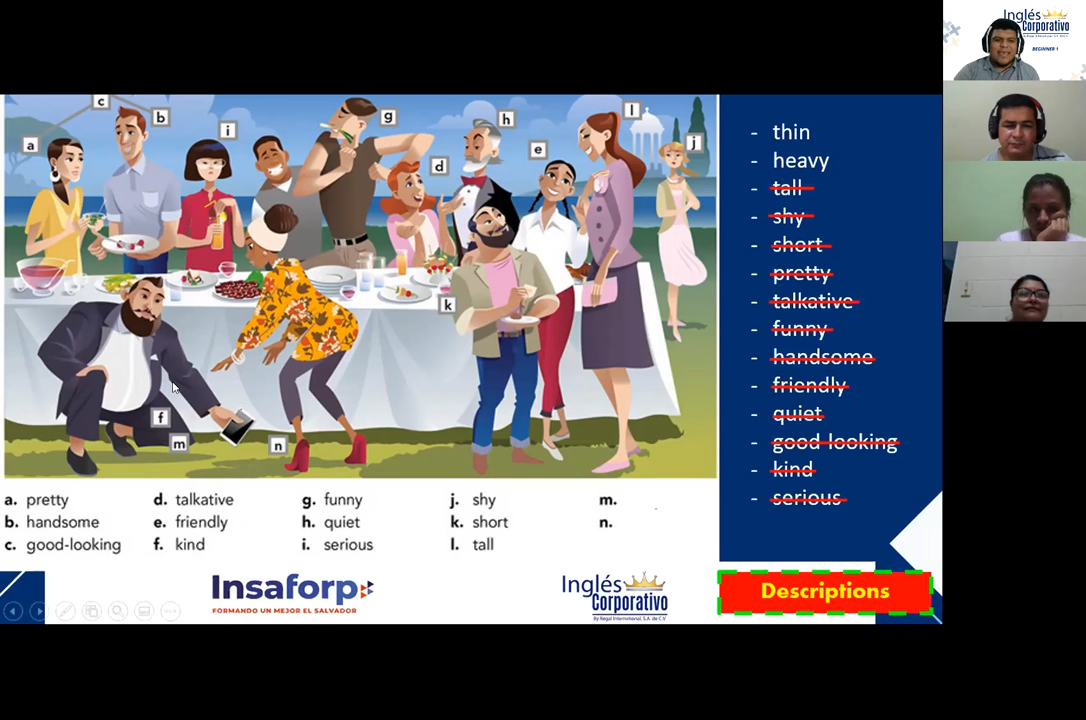 Inglés
Corporativo
BEGINNER 1
c
a
b
i
g
h
l
d
e
j
k
f
m
n
- thin
- heavy
- tall
- shy
- short
- pretty
- talkative
- funny
- handsome
- friendly
- quiet
- good-looking
- kind
- serious
a. pretty
b. handsome
c. good-looking
d. talkative
e. friendly
f. kind
g. funny
h. quiet
i. serious
j. shy
k. short
l. tall
m.
n.
Insaforp
FORMANDO UN MEJOR EL SALVADOR
Inglés
Corporativo
By Regal International, S.A. de C.V
Descriptions